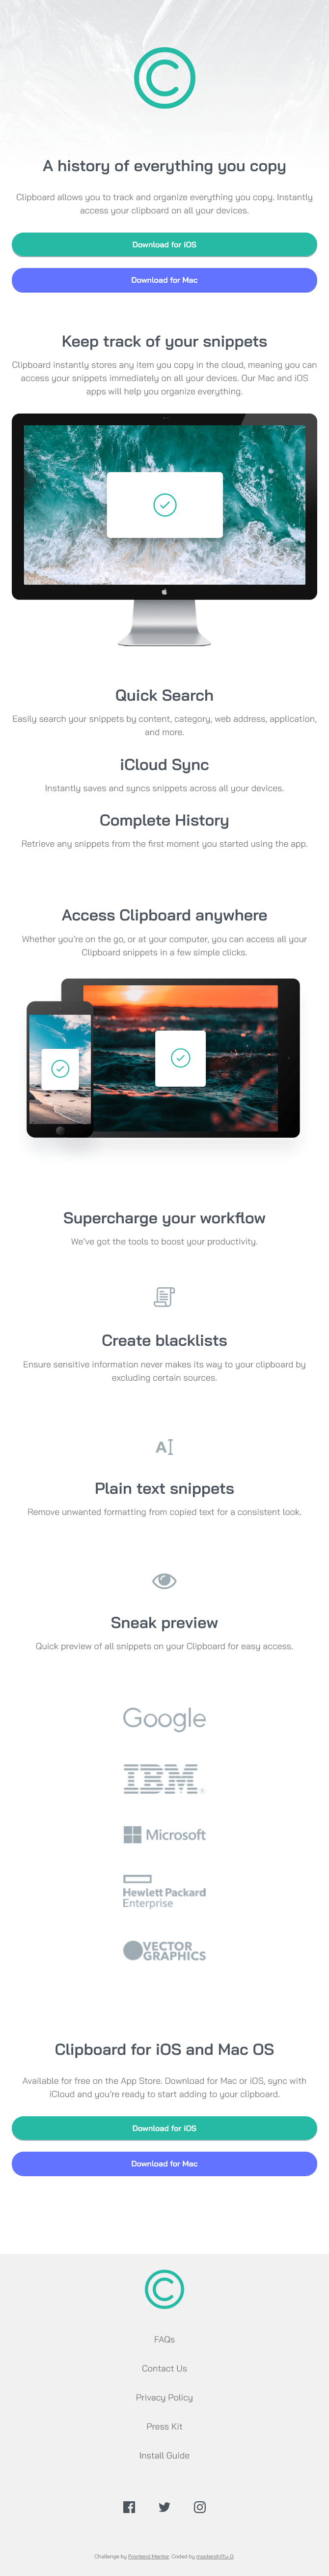 A history of everything you copy
Clipboard allows you to track and organize everything you copy. Instantly
access your clipboard on all your devices.
Download for iOS
Download for Mac
Keep track of your snippets
Clipboard instantly stores any item you copy in the cloud, meaning you can
access your snippets immediately on all your devices. Our Mac and iOS
apps will help you organize everything.
Quick Search
Easily search your snippets by content, category, web address, application,
and more.
iCloud Sync
Instantly saves and syncs snippets across all your devices.
Complete History
Retrieve any snippets from the first moment you started using the app.
Access Clipboard anywhere
Whether you're on the go, or at your computer, you can access all your
Clipboard snippets in a few simple clicks.
Supercharge your workflow
We've got the tools to boost your productivity.
Create blacklists
Ensure sensitive information never makes its way to your clipboard by
excluding certain sources.
A
Plain text snippets
Remove unwanted formatting from copied text for a consistent look.
Sneak preview
Quick preview of all snippets on your Clipboard for easy access.
Google
IBM
Microsoft
Hewlett Packard
Enterprise
VECTOR
GRAPHICS
Clipboard for iOS and Mac OS
Available for free on the App Store. Download for Mac or iOS, sync with
iCloud and you're ready to start adding to your clipboard.
Download for iOS
Download for Mac
FAQs
Contact Us
Privacy Policy
Press Kit
Install Guide
Challenge by Frontend Mentor. Coded by mastershiffu-0.